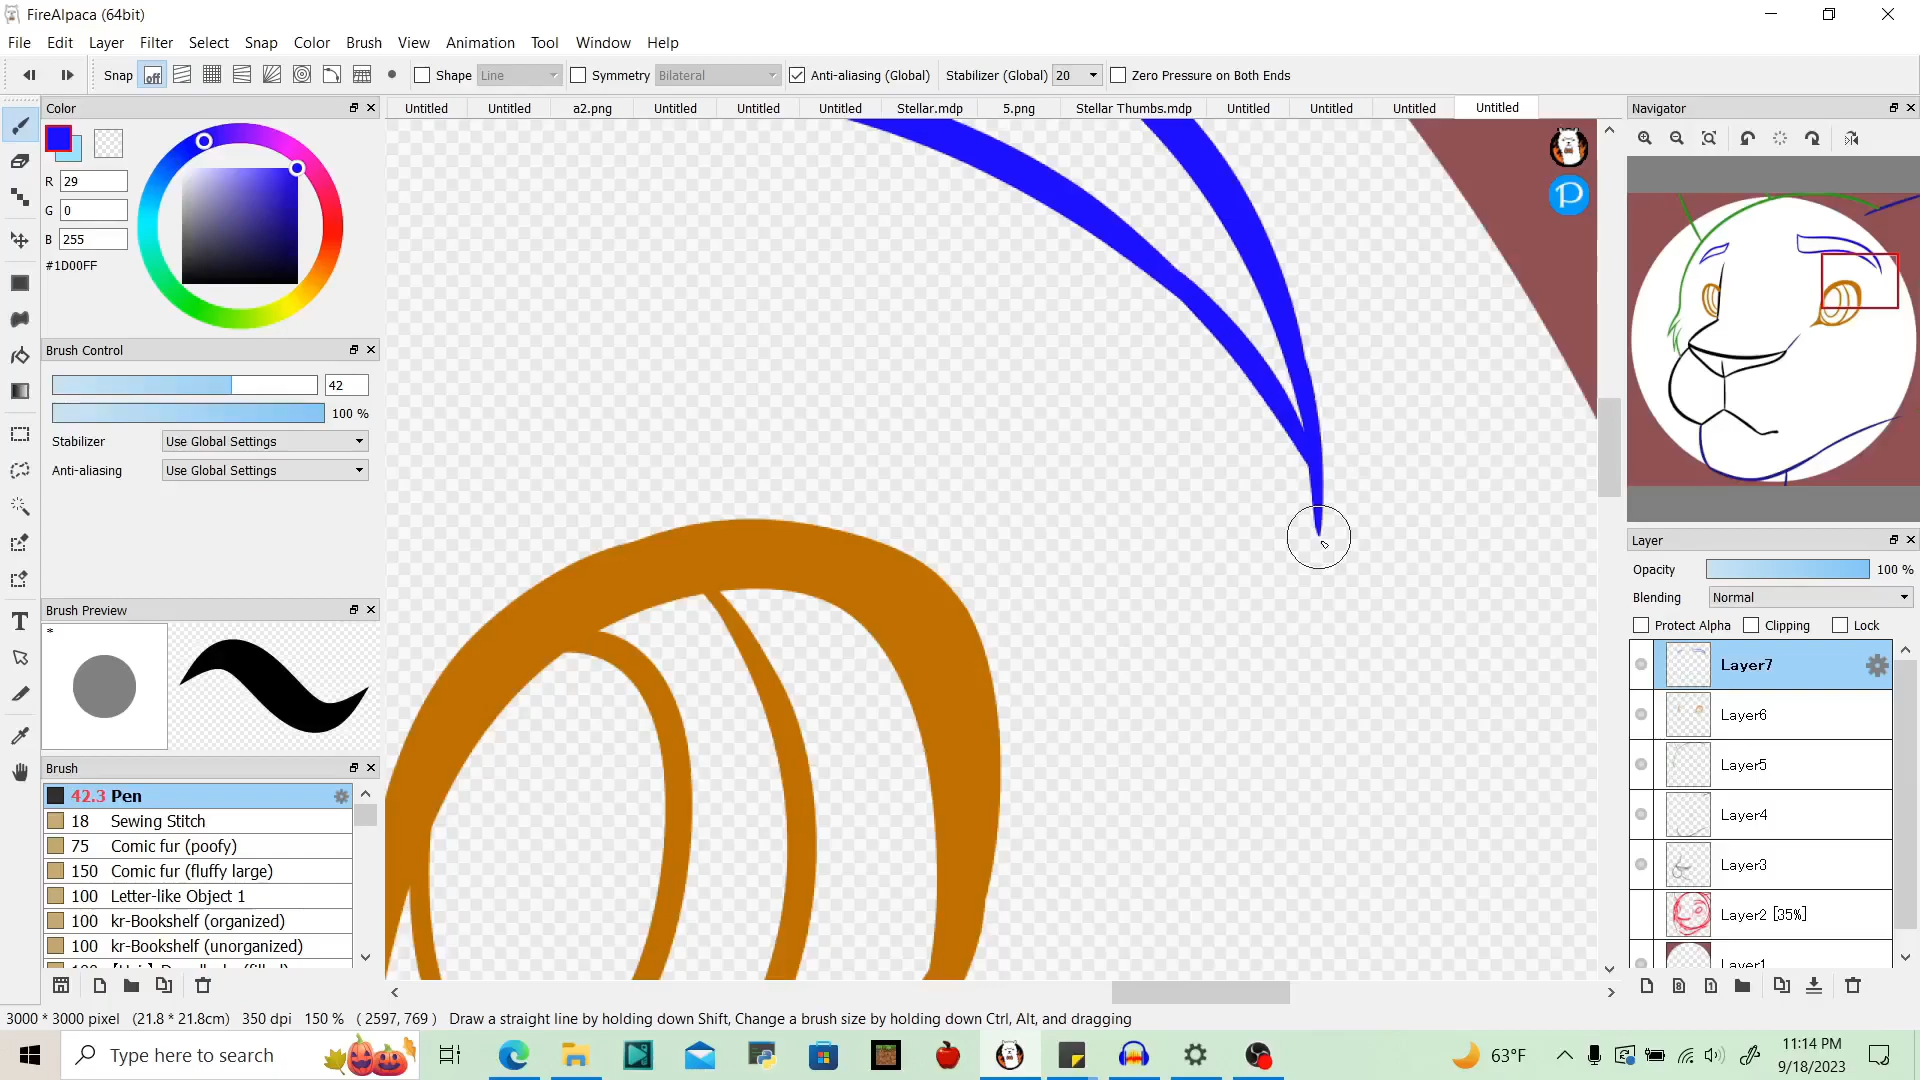 FireAlpaca (64bit)
File Edit Layer Filter Select Snap Color Brush View Animation Tool Window Help
Snap off Shape Line Symmetry Bilateral Anti-aliasing (Global) Stabilizer (Global) 20 Zero Pressure on Both Ends
Color
Untitled Untitled a2.png Untitled Untitled Untitled Stellar.mdp 5.png Stellar Thumbs.mdp Untitled Untitled Untitled Untitled
Navigator
R 29
G 0
B 255
#1D00FF
Brush Control
42
100 %
Stabilizer Use Global Settings
Anti-aliasing Use Global Settings
Brush Preview
*
Brush
42.3 Pen
18 Sewing Stitch
75 Comic fur (poofy)
150 Comic fur (fluffy large)
100 Letter-like Object 1
100 kr-Bookshelf (organized)
100 kr-Bookshelf (unorganized)
Layer
Opacity 100 %
Blending Normal
Protect Alpha Clipping Lock
Layer7
Layer6
Layer5
Layer4
Layer3
Layer2 [35%]
Layer1
3000 * 3000 pixel (21.8 * 21.8cm) 350 dpi 150 % ( 2597, 769 ) Draw a straight line by holding down Shift, Change a brush size by holding down Ctrl, Alt, and dragging
Type here to search
63°F
11:14 PM
9/18/2023